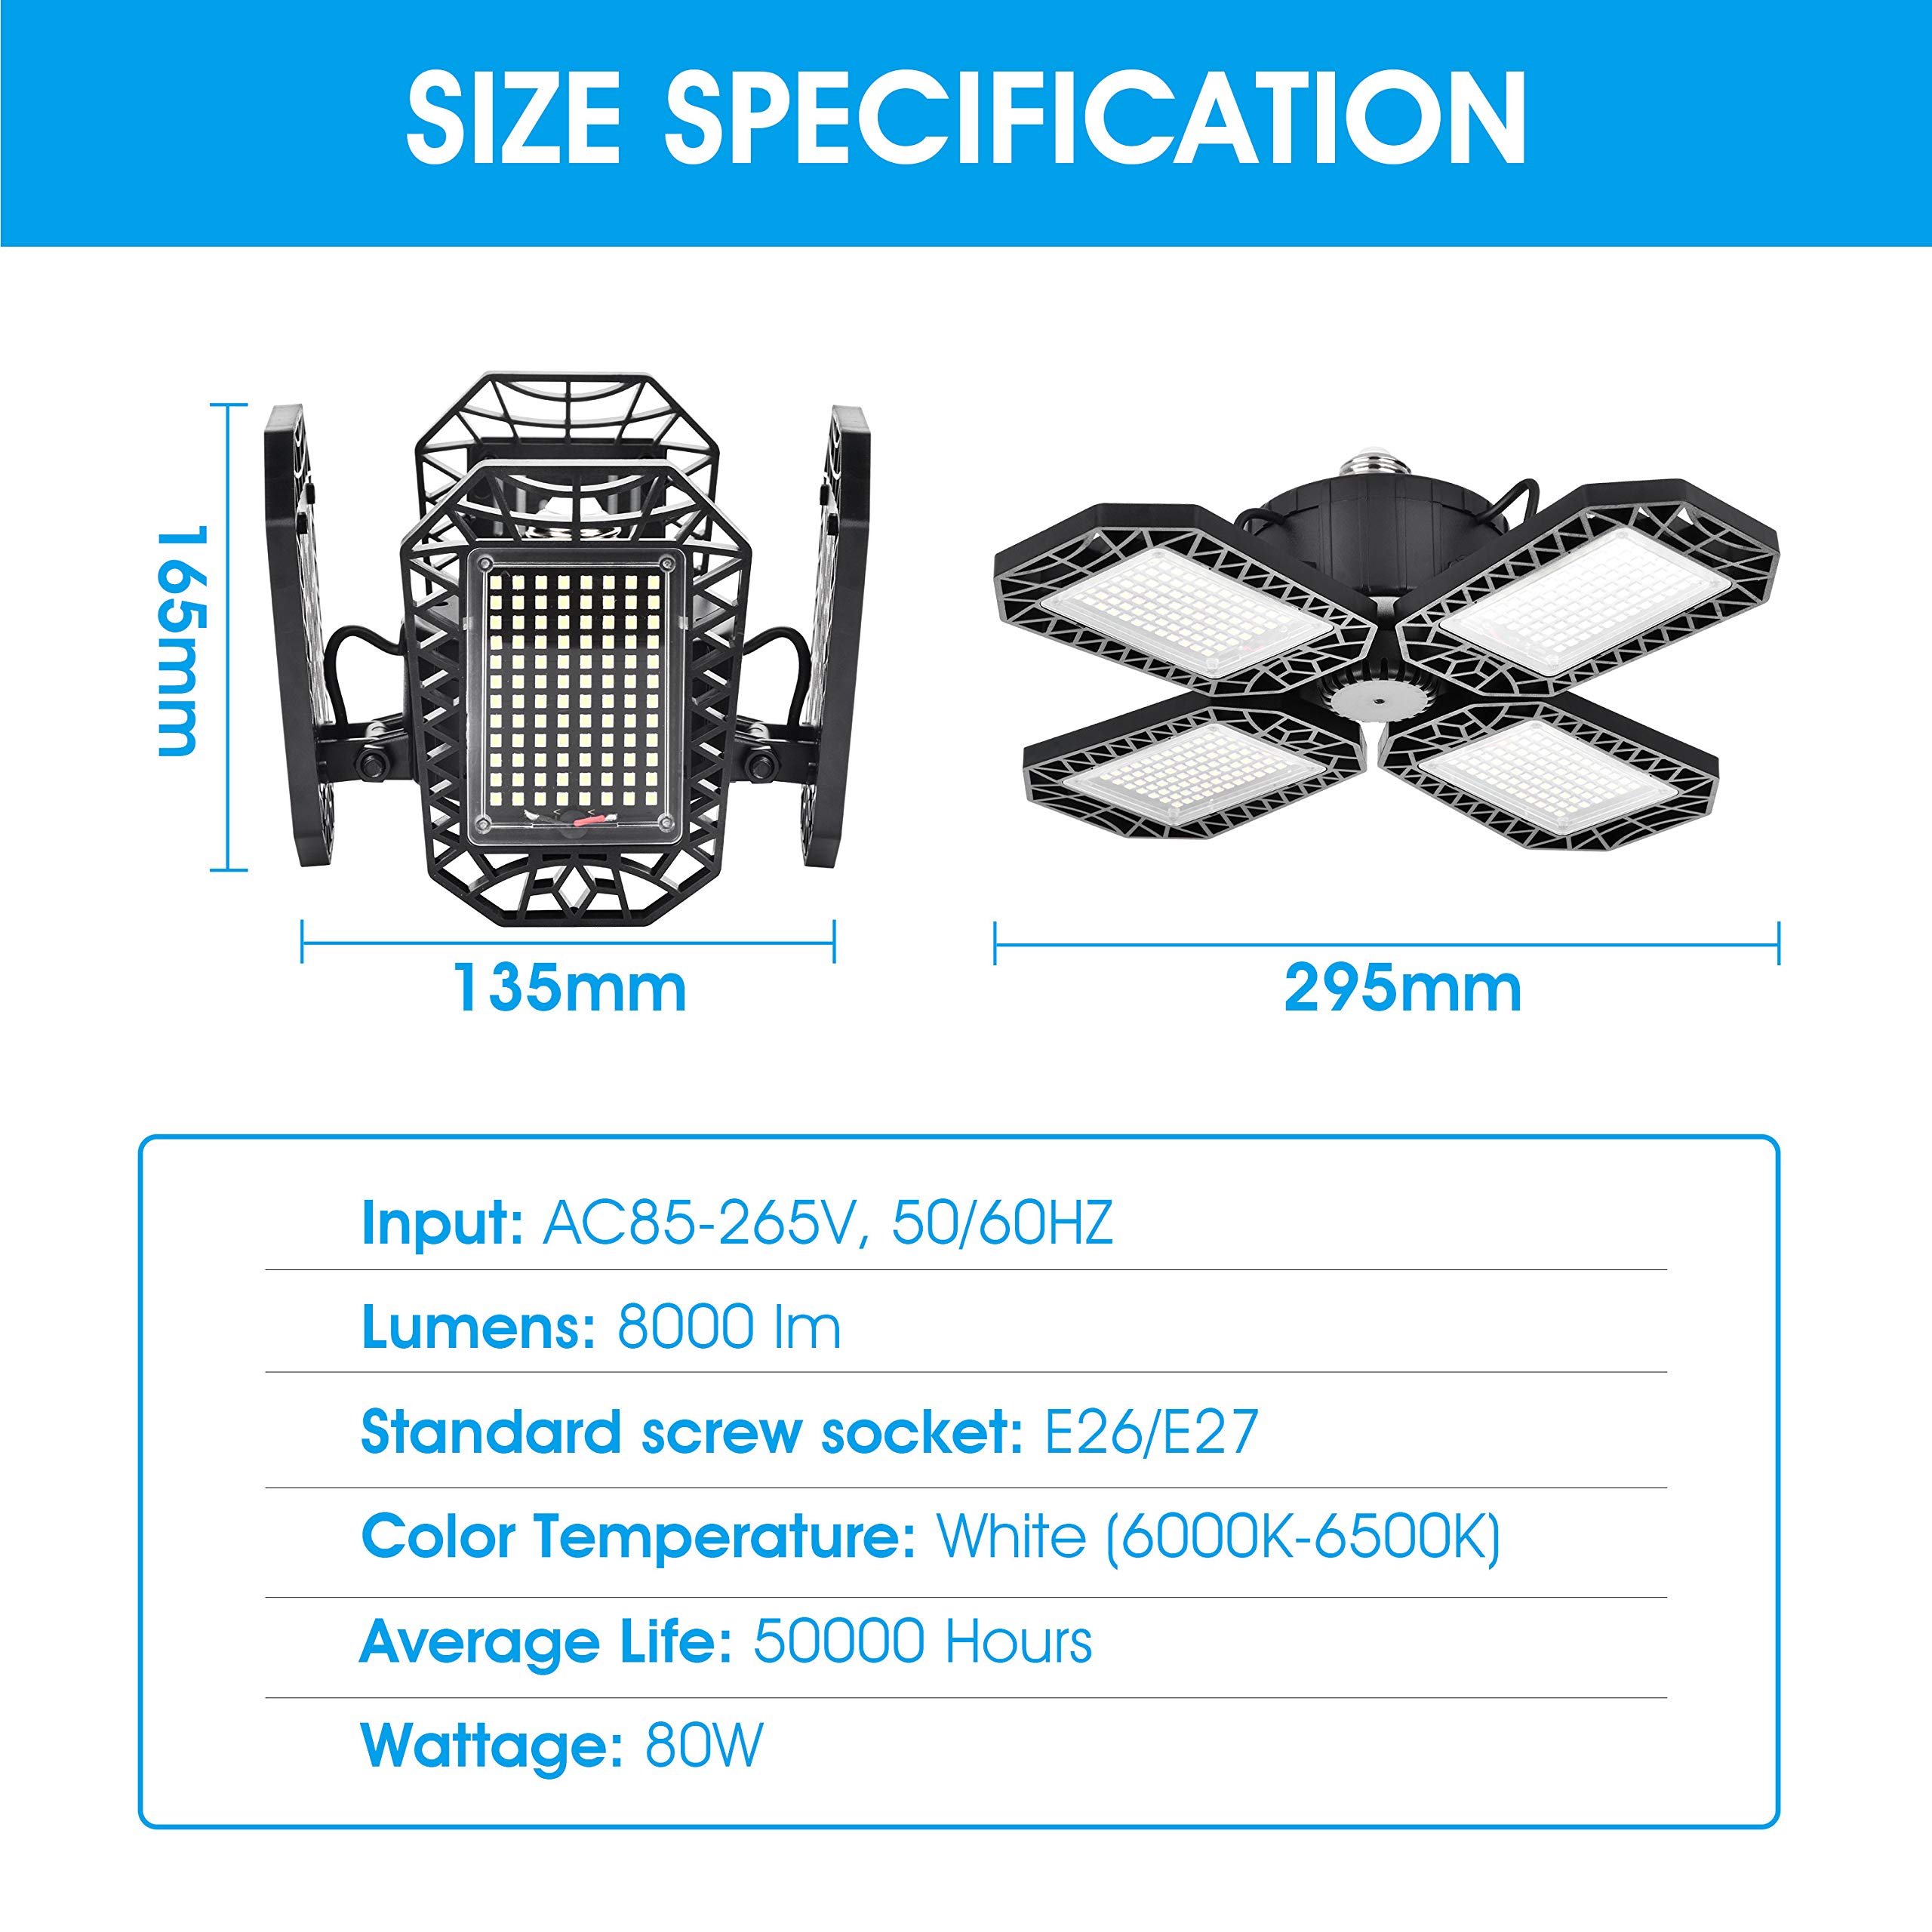 SIZE SPECIFICATION
165mm
135mm
295mm
Input: AC85-265V, 50/60HZ
Lumens: 8000 lm
Standard screw socket: E26/E27
Color Temperature: White (6000K-6500K)
Average Life: 50000 Hours
Wattage: 80W